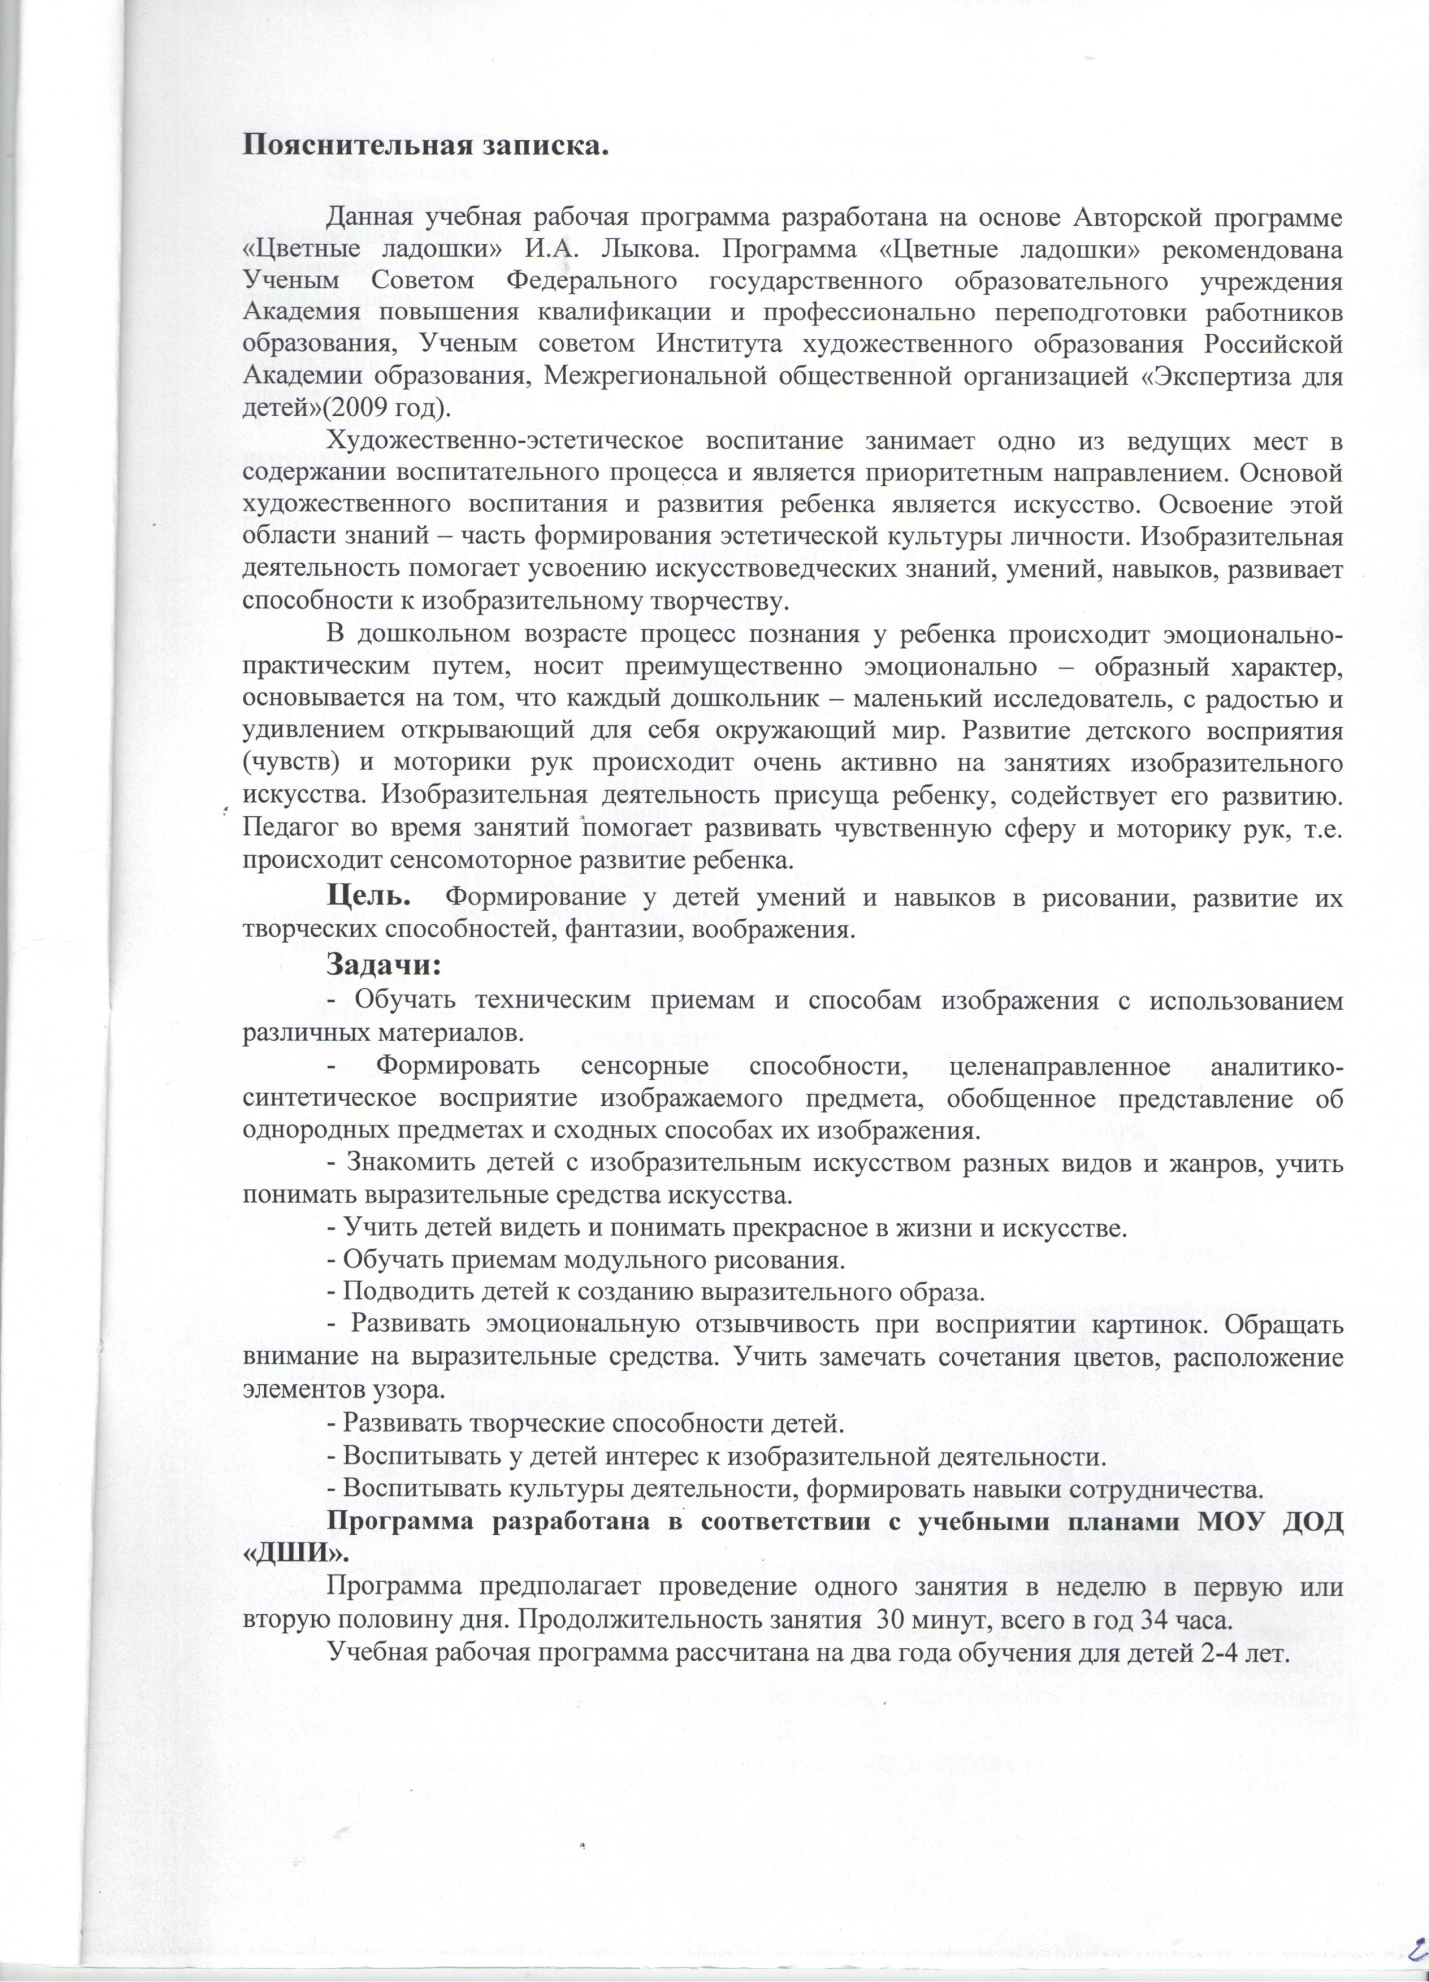 Пояснительная записка.
Данная учебная рабочая программа разработана на основе Авторской программе
«Цветные ладошки» И.А. Лыкова. Программа «Цветные ладошки» рекомендована
Ученым Советом Федерального государственного образовательного учреждения
Академия повышения квалификации и профессионально переподготовки работников
образования, Ученым советом Института художественного образования Российской
Академии образования, Межрегиональной общественной организацией «Экспертиза для
детей»(2009 год).
Художественно-эстетическое воспитание занимает одно из ведущих мест в
содержании воспитательного процесса и является приоритетным направлением. Основой
художественного воспитания и развития ребенка является искусство. Освоение этой
области знаний – часть формирования эстетической культуры личности. Изобразительная
деятельность помогает усвоению искусствоведческих знаний, умений, навыков, развивает
способности к изобразительному творчеству.
В дошкольном возрасте процесс познания у ребенка происходит эмоционально-
практическим путем, носит преимущественно эмоционально – образный характер,
основывается на том, что каждый дошкольник – маленький исследователь, с радостью и
удивлением открывающий для себя окружающий мир. Развитие детского восприятия
(чувств) и моторики рук происходит очень активно на занятиях изобразительного
искусства. Изобразительная деятельность присуща ребенку, содействует его развитию.
Педагог во время занятий помогает развивать чувственную сферу и моторику рук, т.е.
происходит сенсомоторное развитие ребенка.
Цель. Формирование у детей умений и навыков в рисовании, развитие их
творческих способностей, фантазии, воображения.
Задачи:
- Обучать техническим приемам и способам изображения с использованием
различных материалов.
- Формировать сенсорные способности, целенаправленное аналитико-
синтетическое восприятие изображаемого предмета, обобщенное представление об
однородных предметах и сходных способах их изображения.
- Знакомить детей с изобразительным искусством разных видов и жанров, учить
понимать выразительные средства искусства.
- Учить детей видеть и понимать прекрасное в жизни и искусстве.
- Обучать приемам модульного рисования.
- Подводить детей к созданию выразительного образа.
- Развивать эмоциональную отзывчивость при восприятии картинок. Обращать
внимание на выразительные средства. Учить замечать сочетания цветов, расположение
элементов узора.
- Развивать творческие способности детей.
- Воспитывать у детей интерес к изобразительной деятельности.
- Воспитывать культуры деятельности, формировать навыки сотрудничества.
Программа разработана в соответствии с учебными планами МОУ ДОД
«ДШИ».
Программа предполагает проведение одного занятия в неделю в первую или
вторую половину дня. Продолжительность занятия 30 минут, всего в год 34 часа.
Учебная рабочая программа рассчитана на два года обучения для детей 2-4 лет.